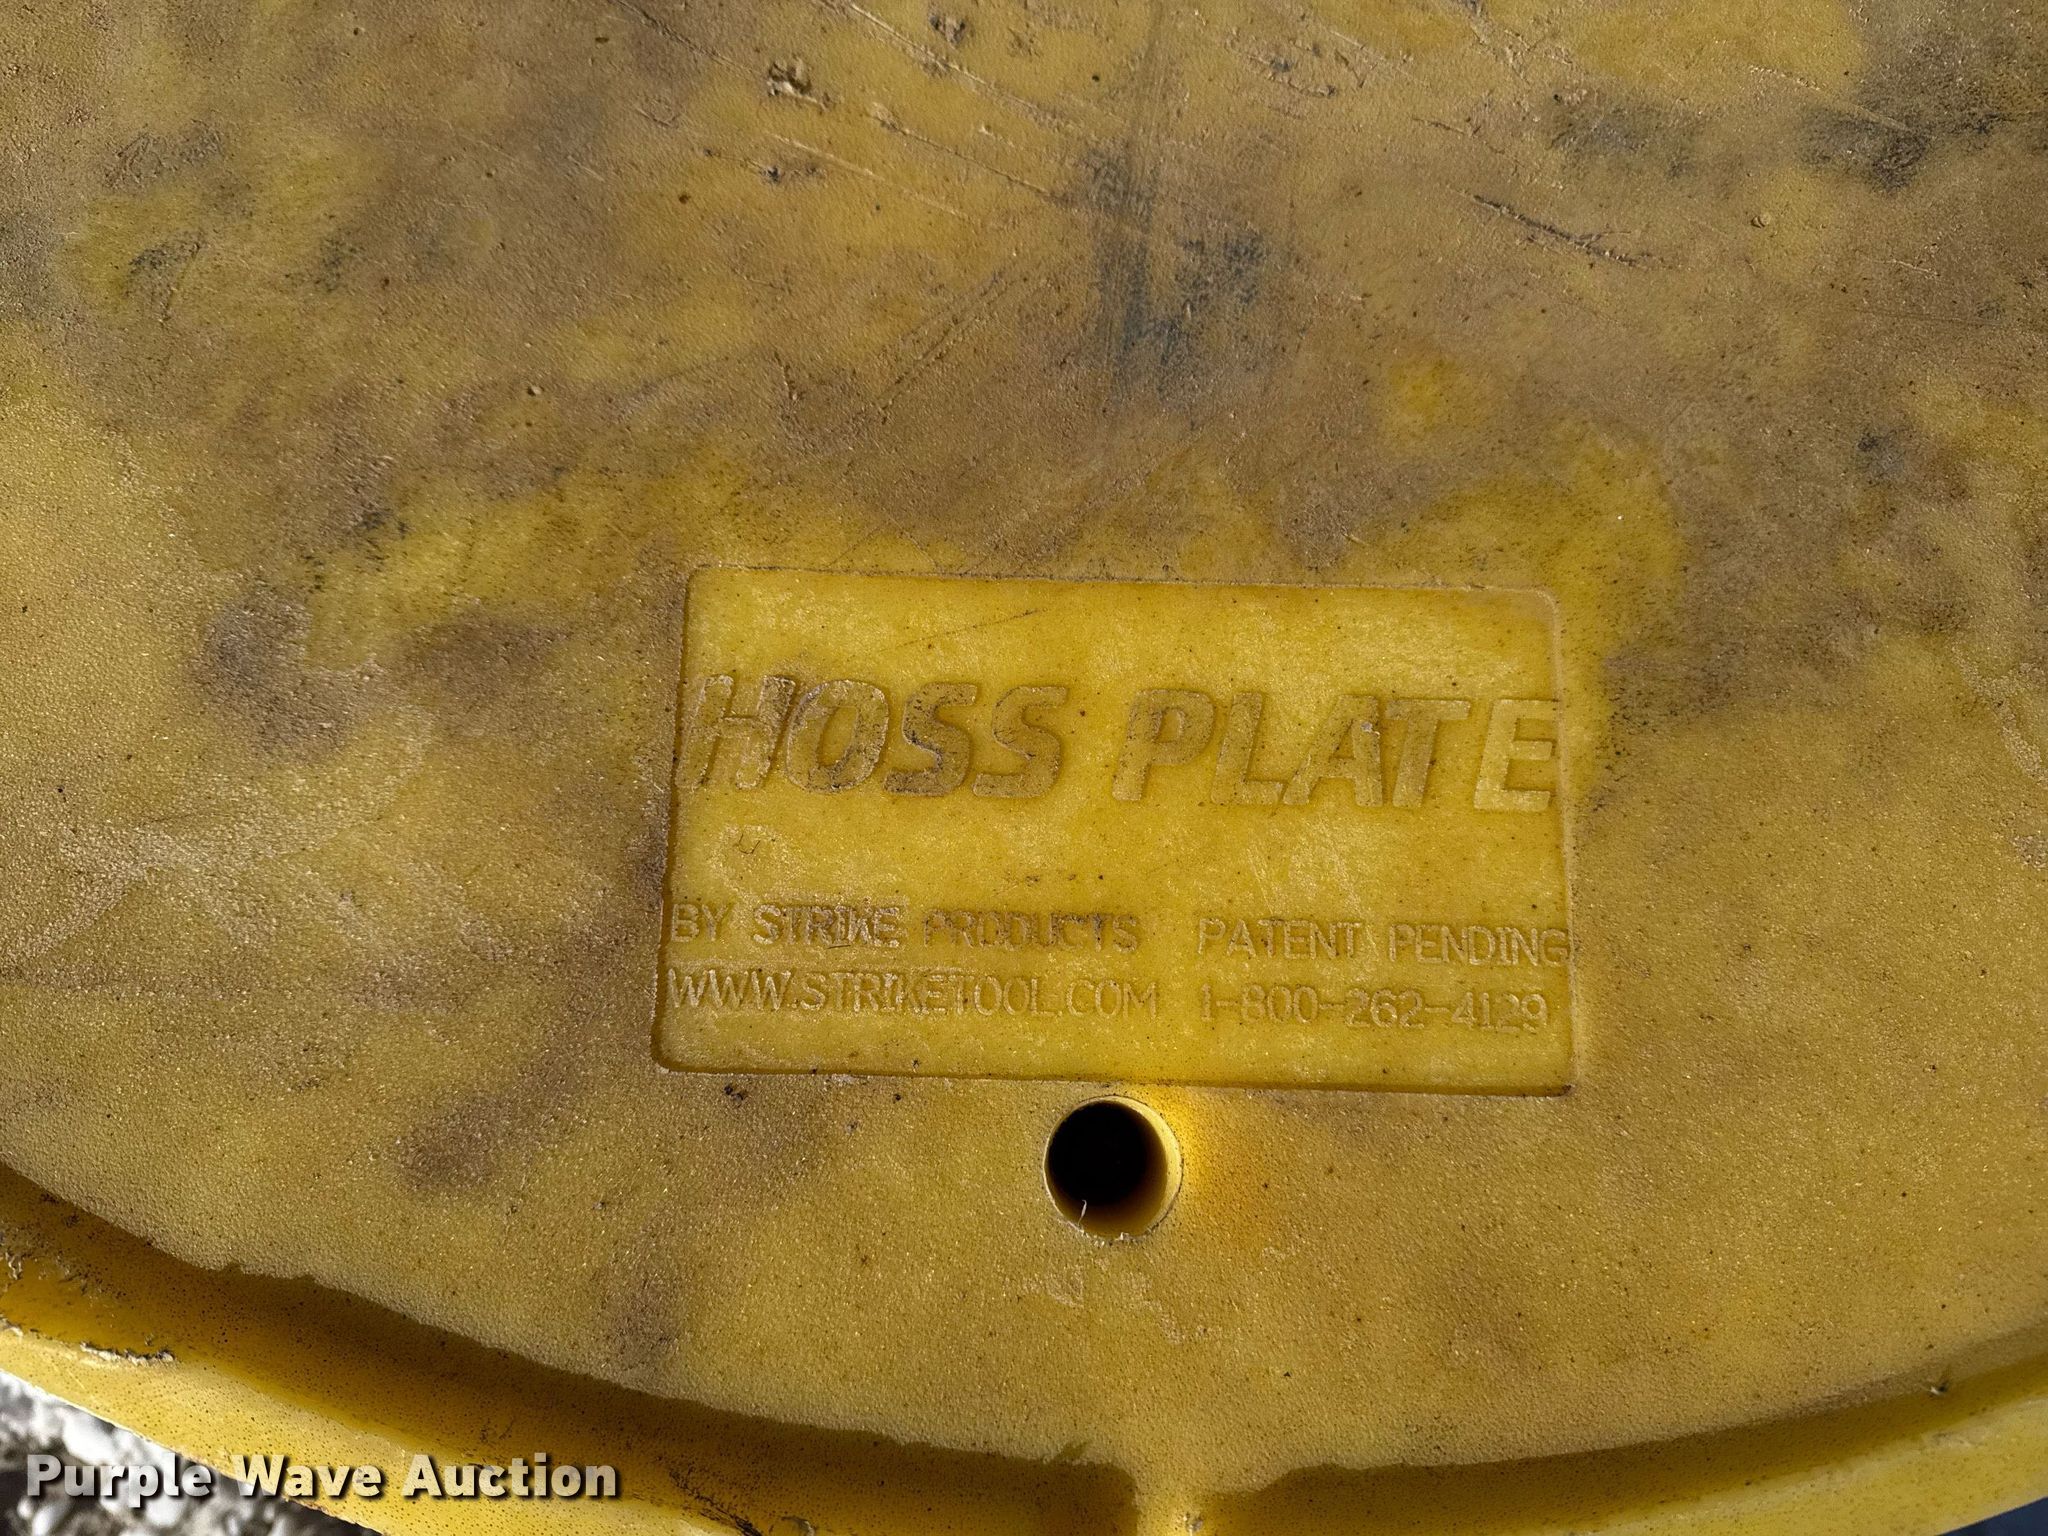 HOSS PLATE
BY STRIKE PRODUCTS PATENT PENDING
WWW.STRIKETOOL.COM 1-800-262-4129
Purple Wave Auction